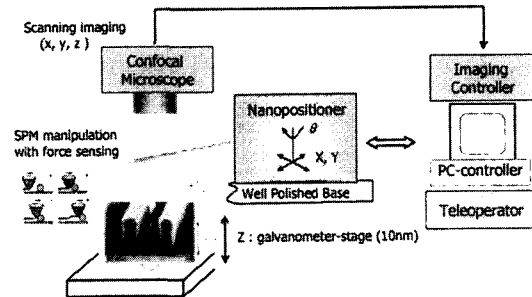 Scanning imaging
(x, y, z )
Confocal
Microscope
Imaging
Controller
Nanopositioner
θ
X, Y
SPM manipulation
with force sensing
PC-controller
Well Polished Base
Teleoperator
Z : galvanometer-stage (10nm)